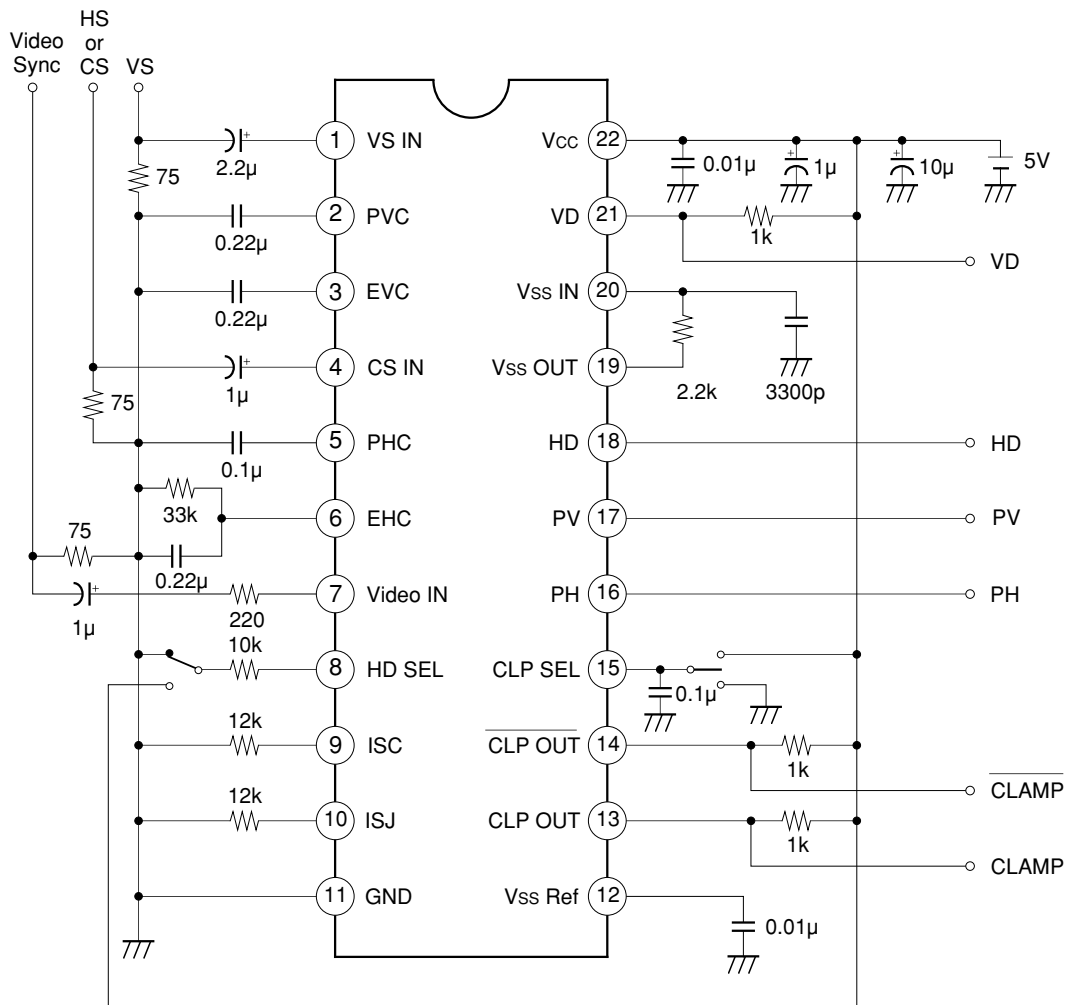 Video
Sync
HS
or
CS
VS
1 VS IN
2.2µ
75
2 PVC
0.22µ
3 EVC
0.22µ
4 CS IN
1µ
75
5 PHC
0.1µ
33k
6 EHC
75
0.22µ
7 Video IN
1µ
220
10k
8 HD SEL
12k
9 ISC
12k
10 ISJ
11 GND
VCC 22
0.01µ
+
1µ
+
10µ
5V
VD 21
1k
VD
VSS IN 20
VSS OUT 19
2.2k
3300p
HD 18
HD
PV 17
PV
PH 16
PH
CLP SEL 15
0.1µ
CLP OUT 14
1k
CLAMP
CLP OUT 13
1k
CLAMP
VSS Ref 12
0.01µ